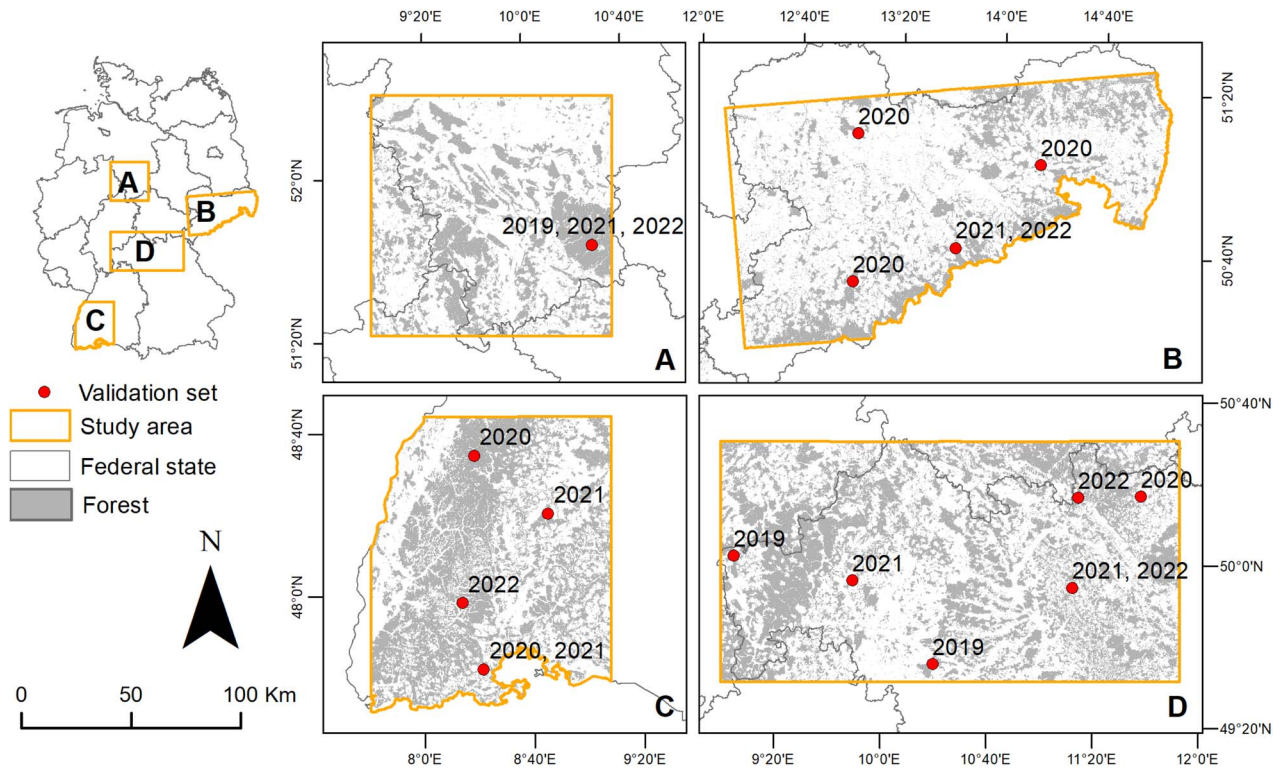 9°20'E 10°0'E 10°40'E 12°0'E 12°40'E 13°20'E 14°0'E 14°40'E
A
B
D
C
Validation set
Study area
Federal state
Forest
N
0 50 100 Km
52°0'N
51°20'N
2019, 2021, 2022
A
2020
2020
2021, 2022
2020
B
51°20'N
50°40'N
48°40'N
48°0'N
2020
2021
2022
2020, 2021
C
8°0'E 8°40'E 9°20'E
2022 2020
2019
2021
2021, 2022
2019
D
50°40'N
50°0'N
49°20'N
9°20'E 10°0'E 10°40'E 11°20'E 12°0'E